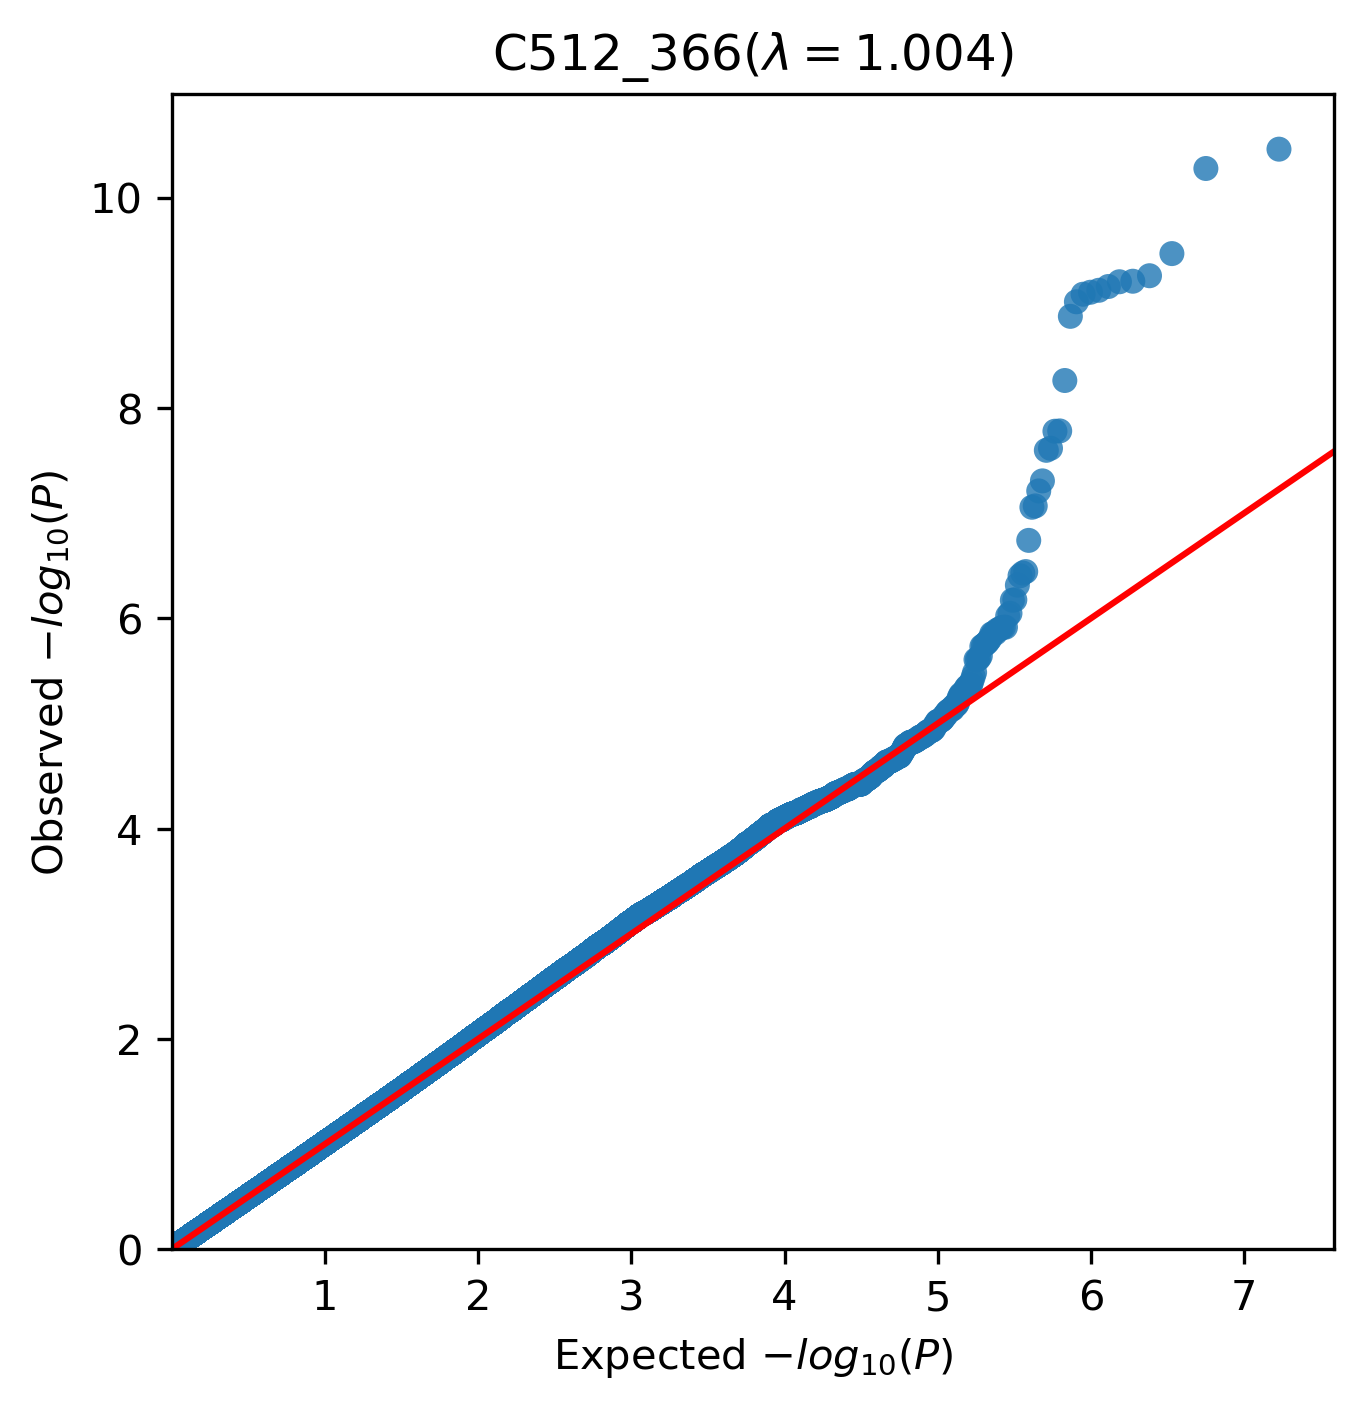 C512_366(λ = 1.004)
Observed −log₁₀(P)
10
8
6
4
2
0
1 2 3 4 5 6 7
Expected −log₁₀(P)